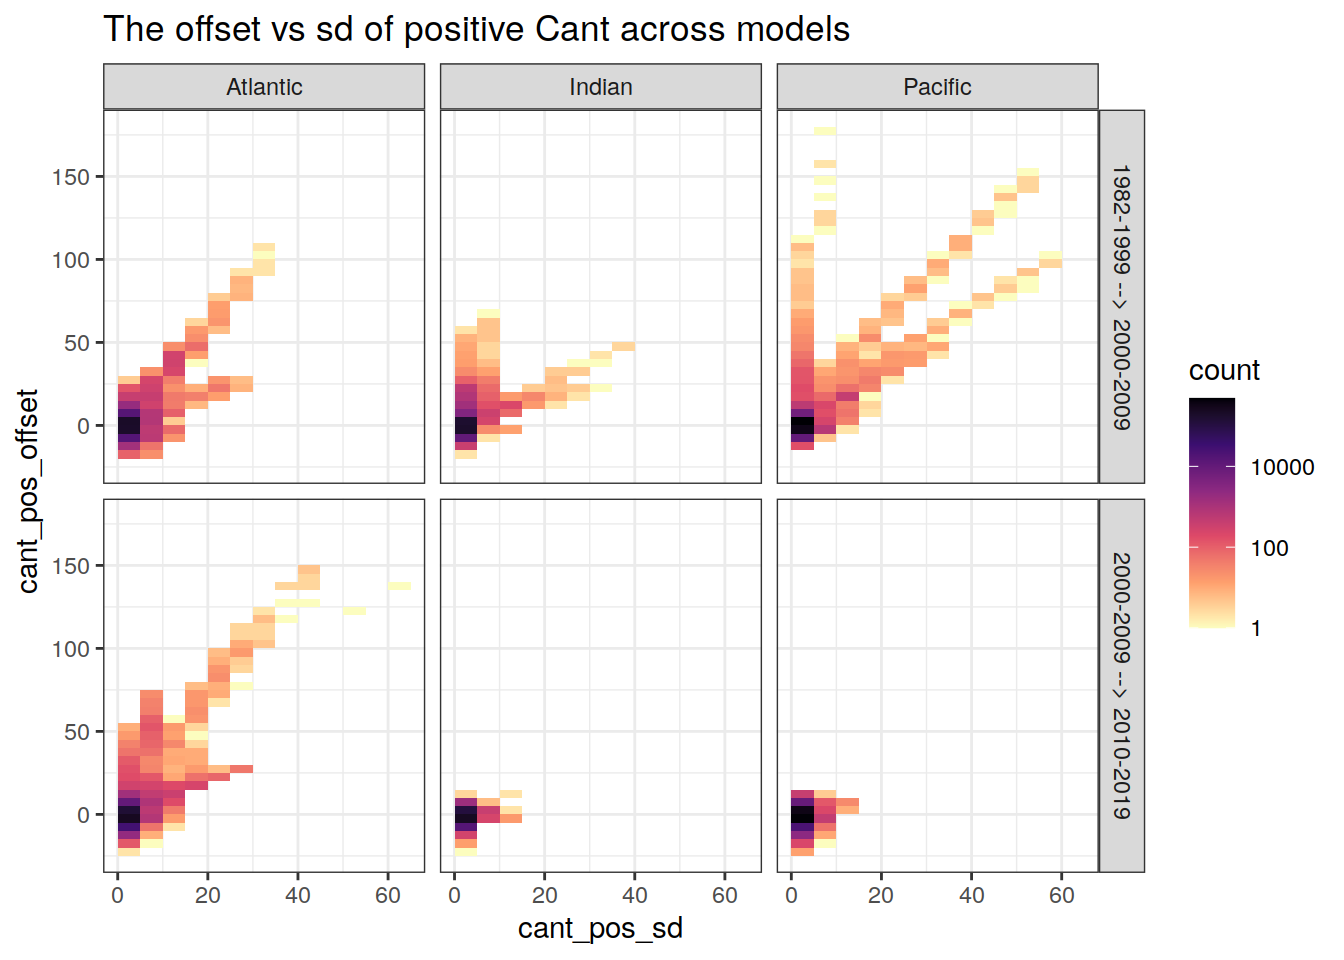 The offset vs sd of positive Cant across models
Atlantic
Indian
Pacific
cant_pos_offset
150
100
50
0
1982-1999 --> 2000-2009
150
100
50
0
2000-2009 --> 2010-2019
0 20 40 60
0 20 40 60
0 20 40 60
cant_pos_sd
count
10000
100
1